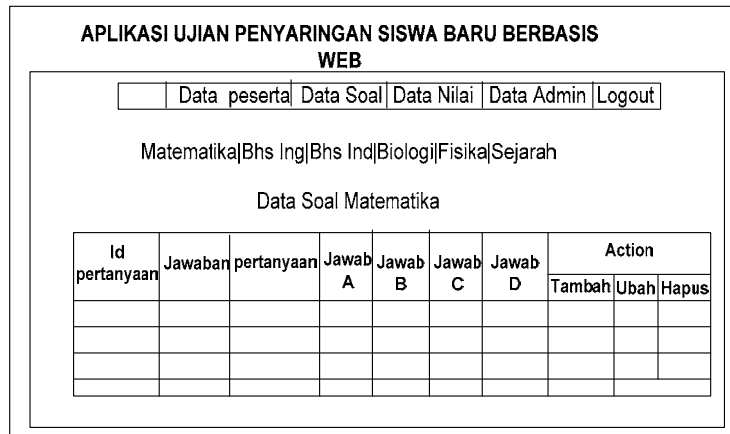 APLIKASI UJIAN PENYARINGAN SISWA BARU BERBASIS
WEB
Data peserta| Data Soal| Data Nilai | Data Admin |Logout
Matematika|Bhs Ing|Bhs Ind|Biologi|Fisika|Sejarah
Data Soal Matematika
Id pertanyaan Jawaban pertanyaan Jawab A Jawab B Jawab C Jawab D Action
Tambah Ubah Hapus